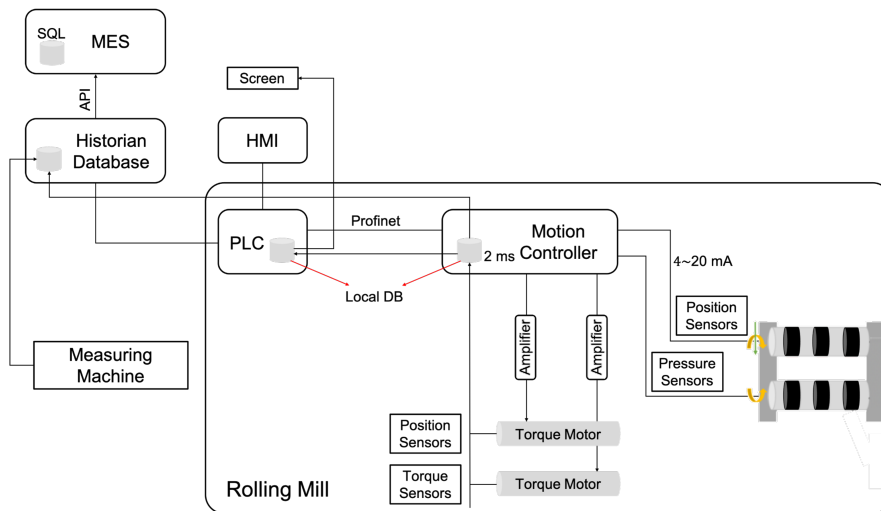 SQL
MES
API
Screen
Historian
Database
HMI
PLC
Profinet
Motion
Controller
2 ms
4~20 mA
Local DB
Position
Sensors
Amplifier
Amplifier
Measuring
Machine
Pressure
Sensors
Position
Sensors
Torque Motor
Torque
Sensors
Torque Motor
Rolling Mill